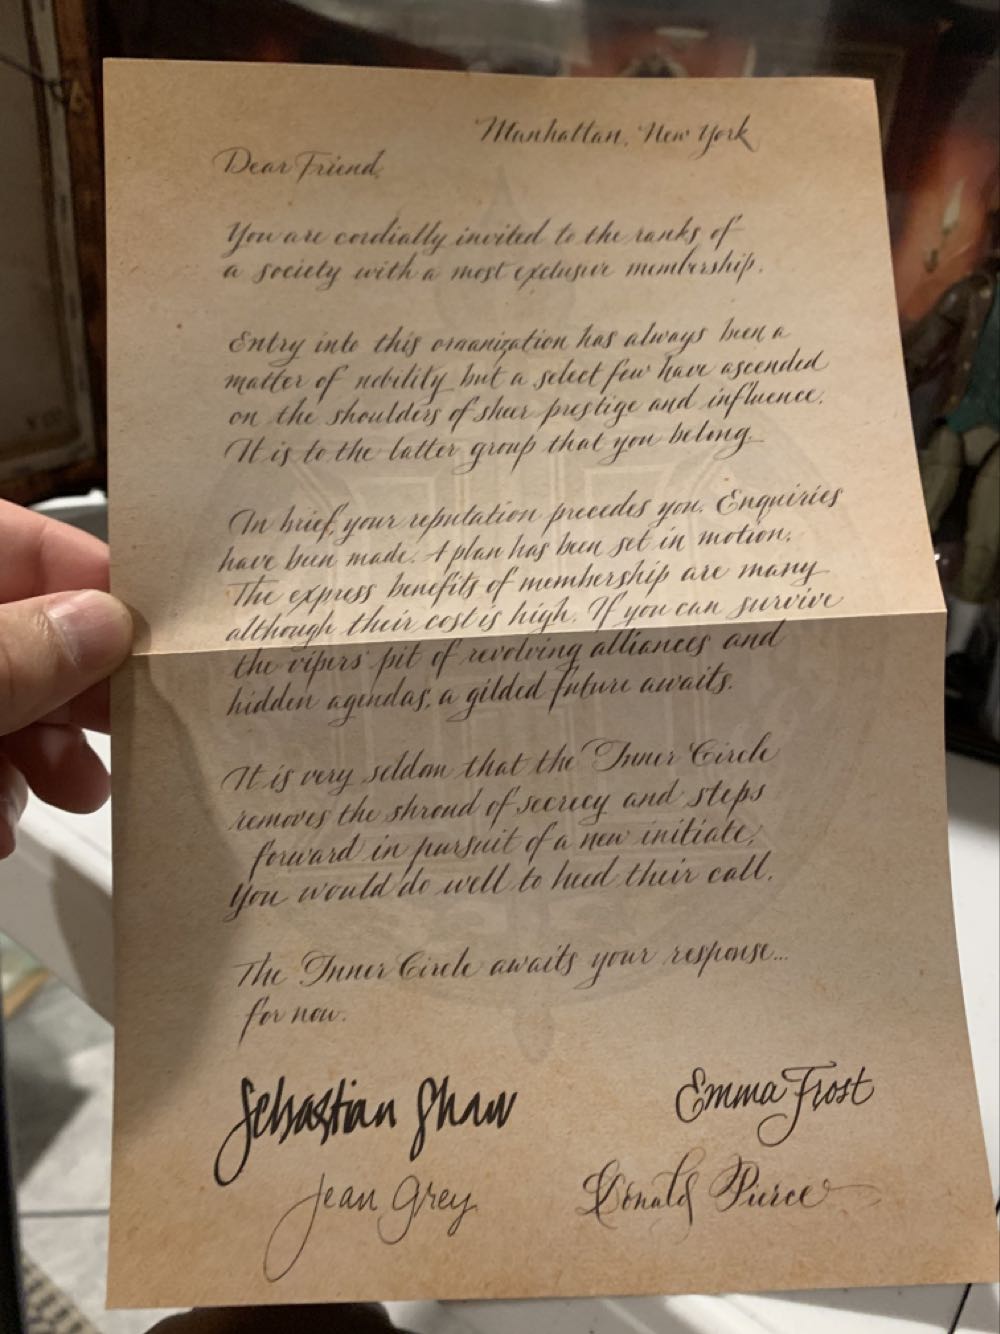 Manhattan, New York
Dear Friend,
You are cordially invited to the ranks of
a society with a most exclusive membership.
Entry into this organization has always been a
matter of nobility but a select few have ascended
on the shoulders of sheer prestige and influence.
It is to the latter group that you belong.
In brief, your reputation precedes you. Enquiries
have been made. A plan has been set in motion.
The express benefits of membership are many
although their cost is high. If you can survive
the vipers' pit of revolving alliances and
hidden agendas, a gilded future awaits.
It is very seldom that the Inner Circle
removes the shroud of secrecy and steps
forward in pursuit of a new initiate.
You would do well to heed their call.
The Inner Circle awaits your response...
for now.
Sebastian Shaw
Emma Frost
Jean Grey
Donald Pierce